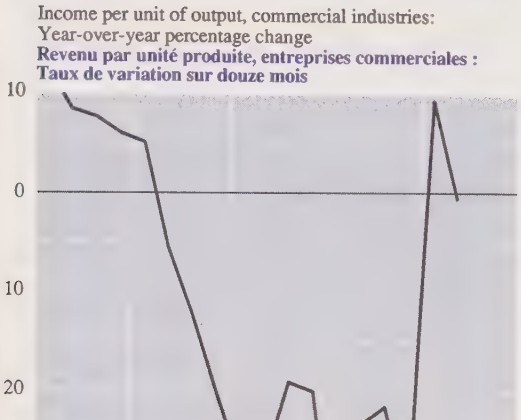 Income per unit of output, commercial industries:
Year-over-year percentage change
Revenu par unité produite, entreprises commerciales :
Taux de variation sur douze mois
10
0
10
20